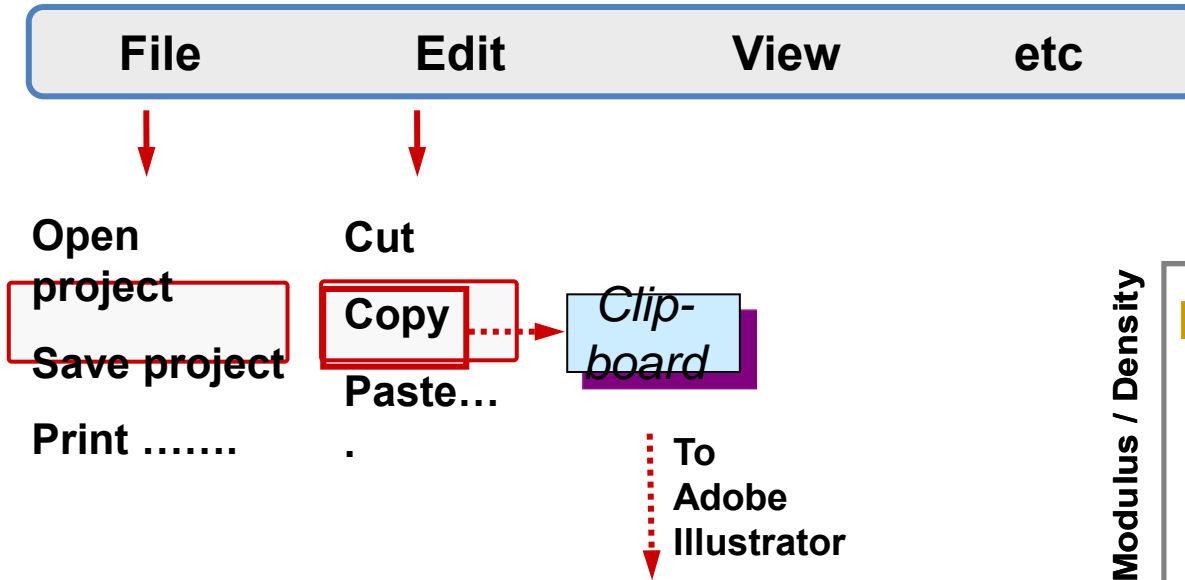 File Edit View etc
Open
project
Save project
Print …….
Cut
Copy
Paste…
.
Clip-
board
To
Adobe
Illustrator
Modulus / Density